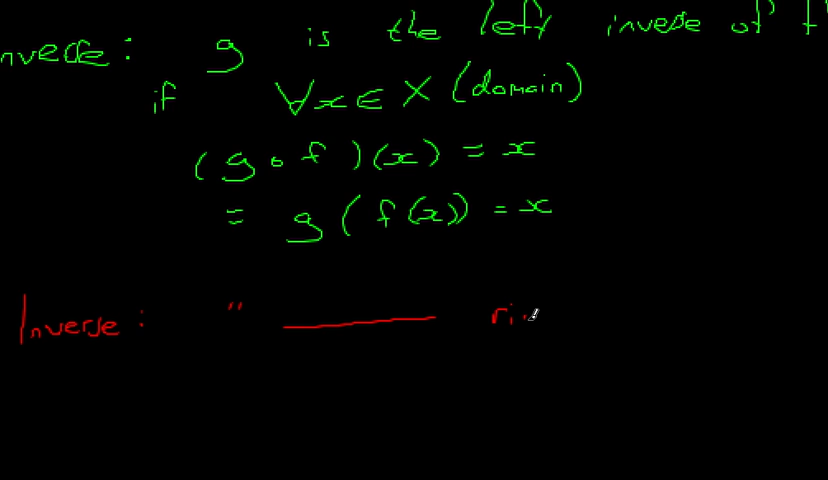 nverse : g is the left inverse of f
if ∀x ∈ X (domain)
(g ∘ f)(x) = x
= g(f(x)) = x
Inverse : " ——— ri